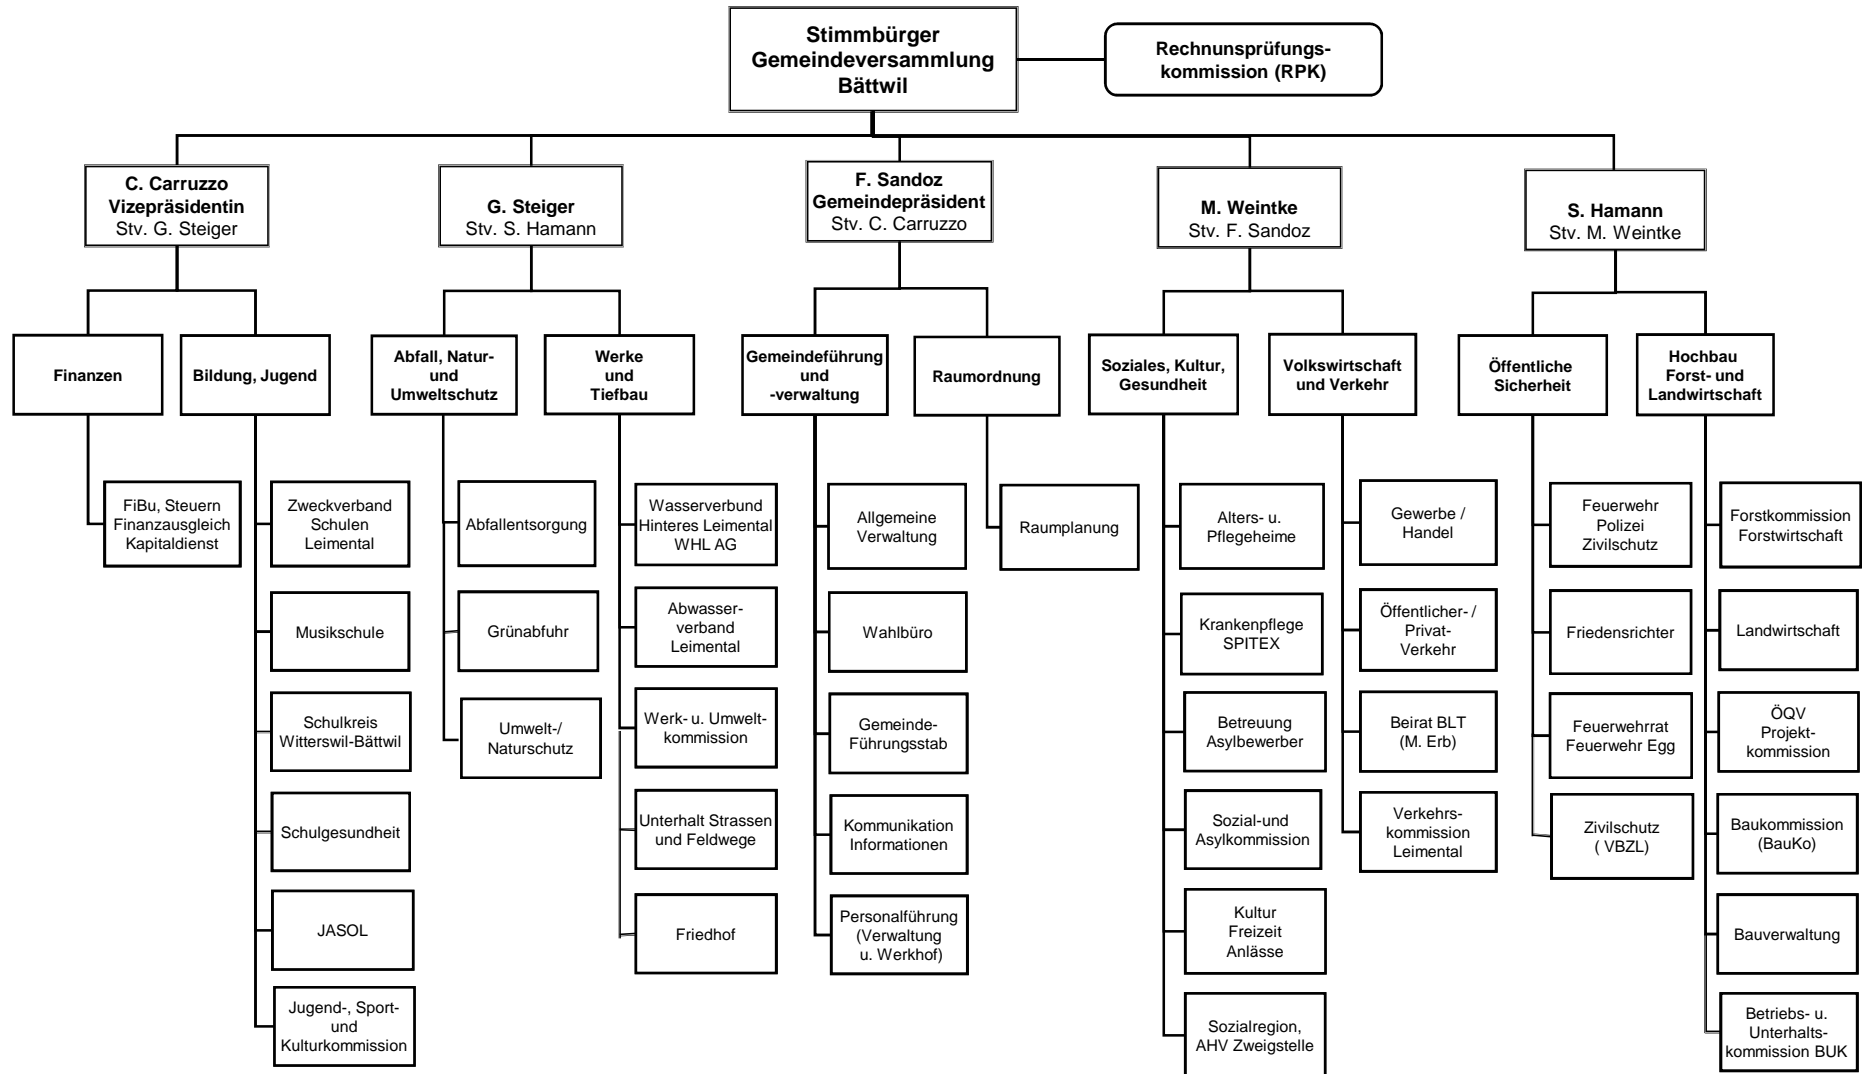 Stimmbürger
Gemeindeversammlung
Bättwil
Rechnunsprüfungs-
kommission (RPK)
C. Carruzzo
Vizepräsidentin
Stv. G. Steiger
G. Steiger
Stv. S. Hamann
F. Sandoz
Gemeindepräsident
Stv. C. Carruzzo
M. Weintke
Stv. F. Sandoz
S. Hamann
Stv. M. Weintke
Finanzen
Bildung, Jugend
Abfall, Natur-
und
Umweltschutz
Werke
und
Tiefbau
Gemeindeführung
und
-verwaltung
Raumordnung
Soziales, Kultur,
Gesundheit
Volkswirtschaft
und Verkehr
Öffentliche
Sicherheit
Hochbau
Forst- und
Landwirtschaft
FiBu, Steuern
Finanzausgleich
Kapitaldienst
Zweckverband
Schulen
Leimental
Musikschule
Schulkreis
Witterswil-Bättwil
Schulgesundheit
JASOL
Jugend-, Sport-
und
Kulturkommission
Abfallentsorgung
Grünabfuhr
Umwelt-/
Naturschutz
Wasserverbund
Hinteres Leimental
WHL AG
Abwasser-
verband
Leimental
Werk- u. Umwelt-
kommission
Unterhalt Strassen
und Feldwege
Friedhof
Allgemeine
Verwaltung
Wahlbüro
Gemeinde-
Führungsstab
Kommunikation
Informationen
Personalführung
(Verwaltung
u. Werkhof)
Raumplanung
Alters- u.
Pflegeheime
Krankenpflege
SPITEX
Betreuung
Asylbewerber
Sozial-und
Asylkommission
Kultur
Freizeit
Anlässe
Sozialregion,
AHV Zweigstelle
Gewerbe /
Handel
Öffentlicher- /
Privat-
Verkehr
Beirat BLT
(M. Erb)
Verkehrs-
kommission
Leimental
Feuerwehr
Polizei
Zivilschutz
Friedensrichter
Feuerwehrrat
Feuerwehr Egg
Zivilschutz
( VBZL)
Forstkommission
Forstwirtschaft
Landwirtschaft
ÖQV
Projekt-
kommission
Baukommission
(BauKo)
Bauverwaltung
Betriebs- u.
Unterhalts-
kommission BUK